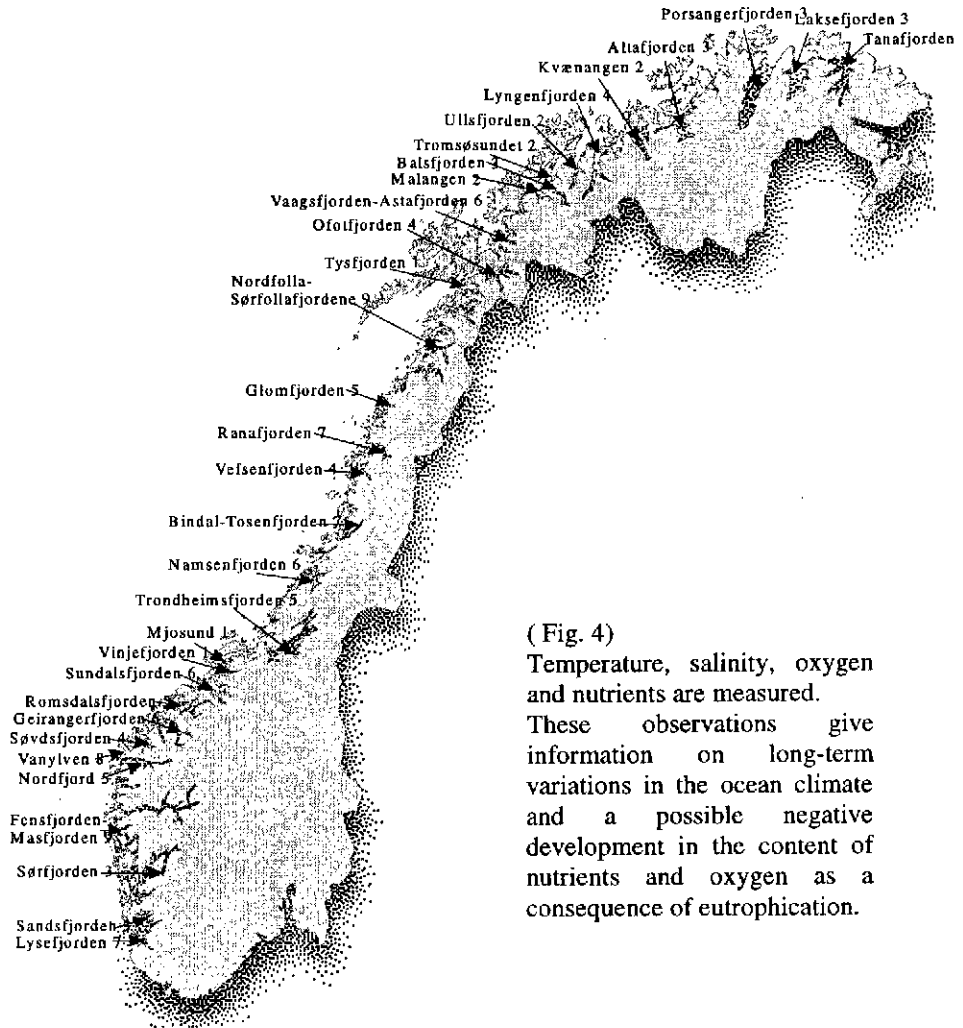 Porsangerfjorden 3
Laksefjorden 3
Tanafjorden
Altafjorden 3
Kvænangen 2
Lyngenfjorden 4
Ullsfjorden 2
Tromsøsundet 2
Balsfjorden
Malangen 2
Vaagsfjorden-Astafjorden 6
Ofotfjorden 4
Tysfjorden 1
Nordfolla-
Sørfollafjordene 9
Glomfjorden 5
Ranafjorden 7
Vefsenfjorden 4
Bindal-Tosenfjorden
Namsenfjorden 6
Trondheimsfjorden 5
Mjosund 1
Vinjefjorden 1
Sundalsfjorden 6
Romsdalsfjorden
Geirangerfjorden
Søvdsfjorden 4
Vanylven 8
Nordfjord 5
Fensfjorden-
Masfjorden
Sørfjorden 3
Sandsfjorden
Lysefjorden 7
( Fig. 4)
Temperature, salinity, oxygen
and nutrients are measured.
These observations give
information on long-term
variations in the ocean climate
and a possible negative
development in the content of
nutrients and oxygen as a
consequence of eutrophication.